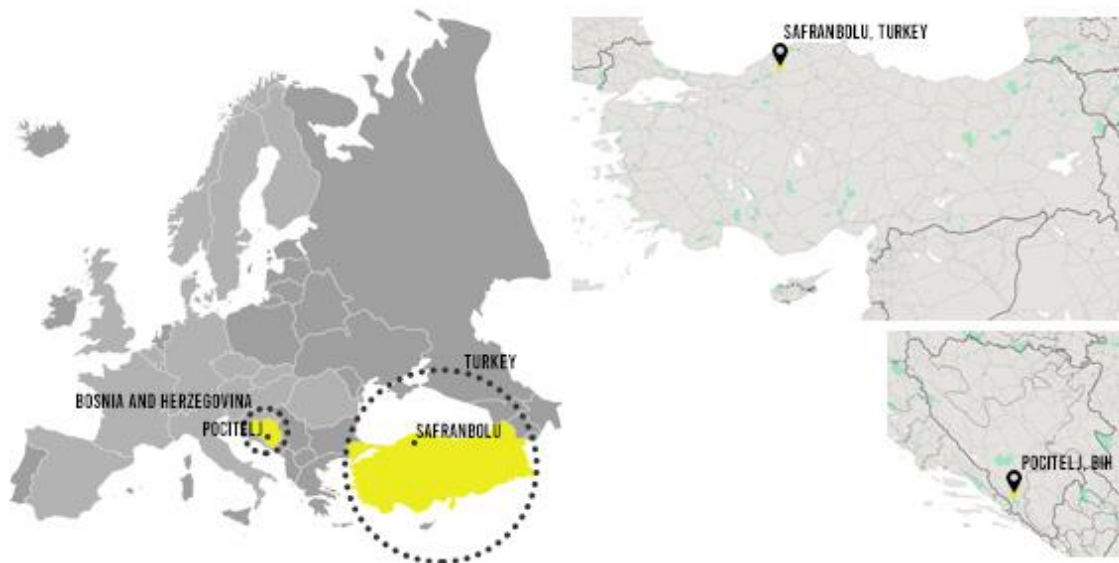 SAFRANBOLU, TURKEY
TURKEY
BOSNIA AND HERZEGOVINA
POCITELJ
SAFRANBOLU
POCITELJ, BIH